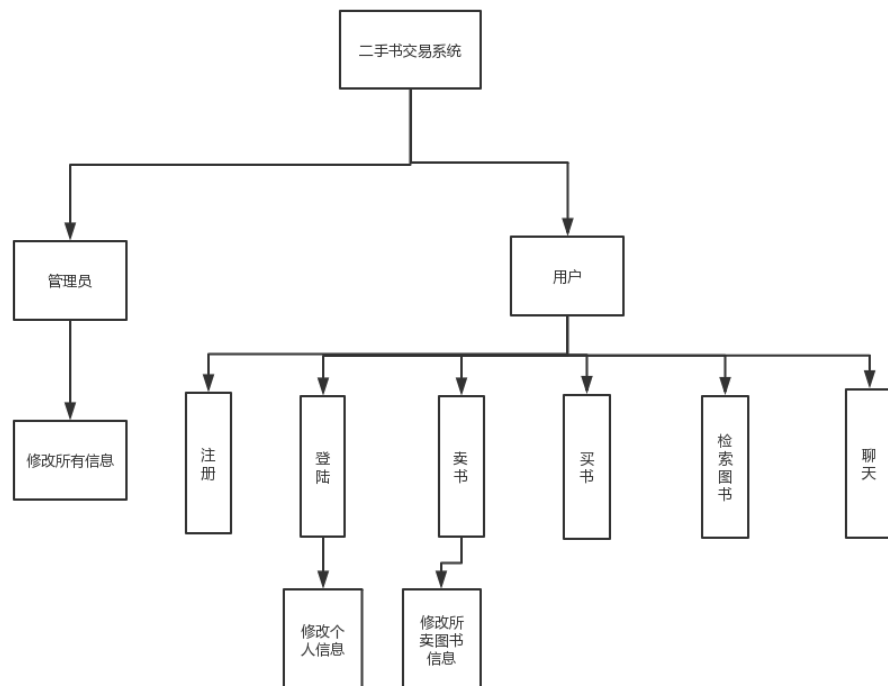 二手书交易系统
管理员
用户
修改所有信息
注册
登陆
卖书
买书
检索图书
聊天
修改个
人信息
修改所
卖图书
信息